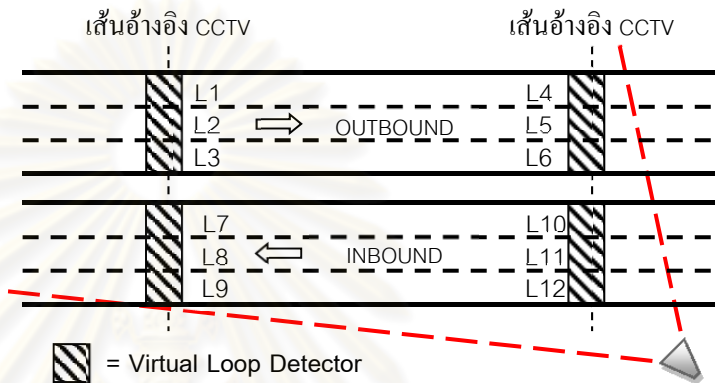 เส้นอ้างอิง CCTV เส้นอ้างอิง CCTV
L1 L4
L2 OUTBOUND L5
L3 L6
L7 L10
L8 INBOUND L11
L9 L12
= Virtual Loop Detector